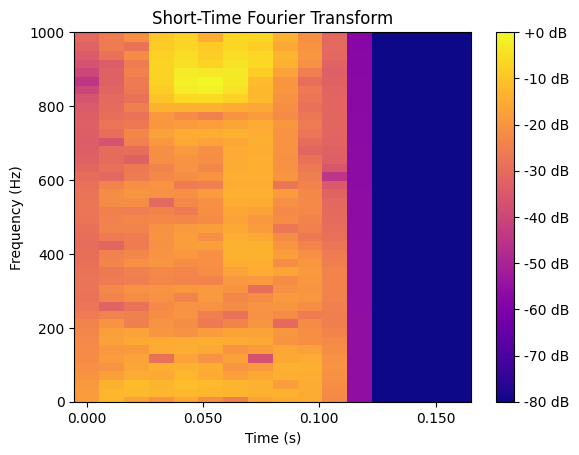 Short-Time Fourier Transform
1000
800
600
400
200
0
Frequency (Hz)
0.000
0.050
0.100
0.150
Time (s)
+0 dB
-10 dB
-20 dB
-30 dB
-40 dB
-50 dB
-60 dB
-70 dB
-80 dB